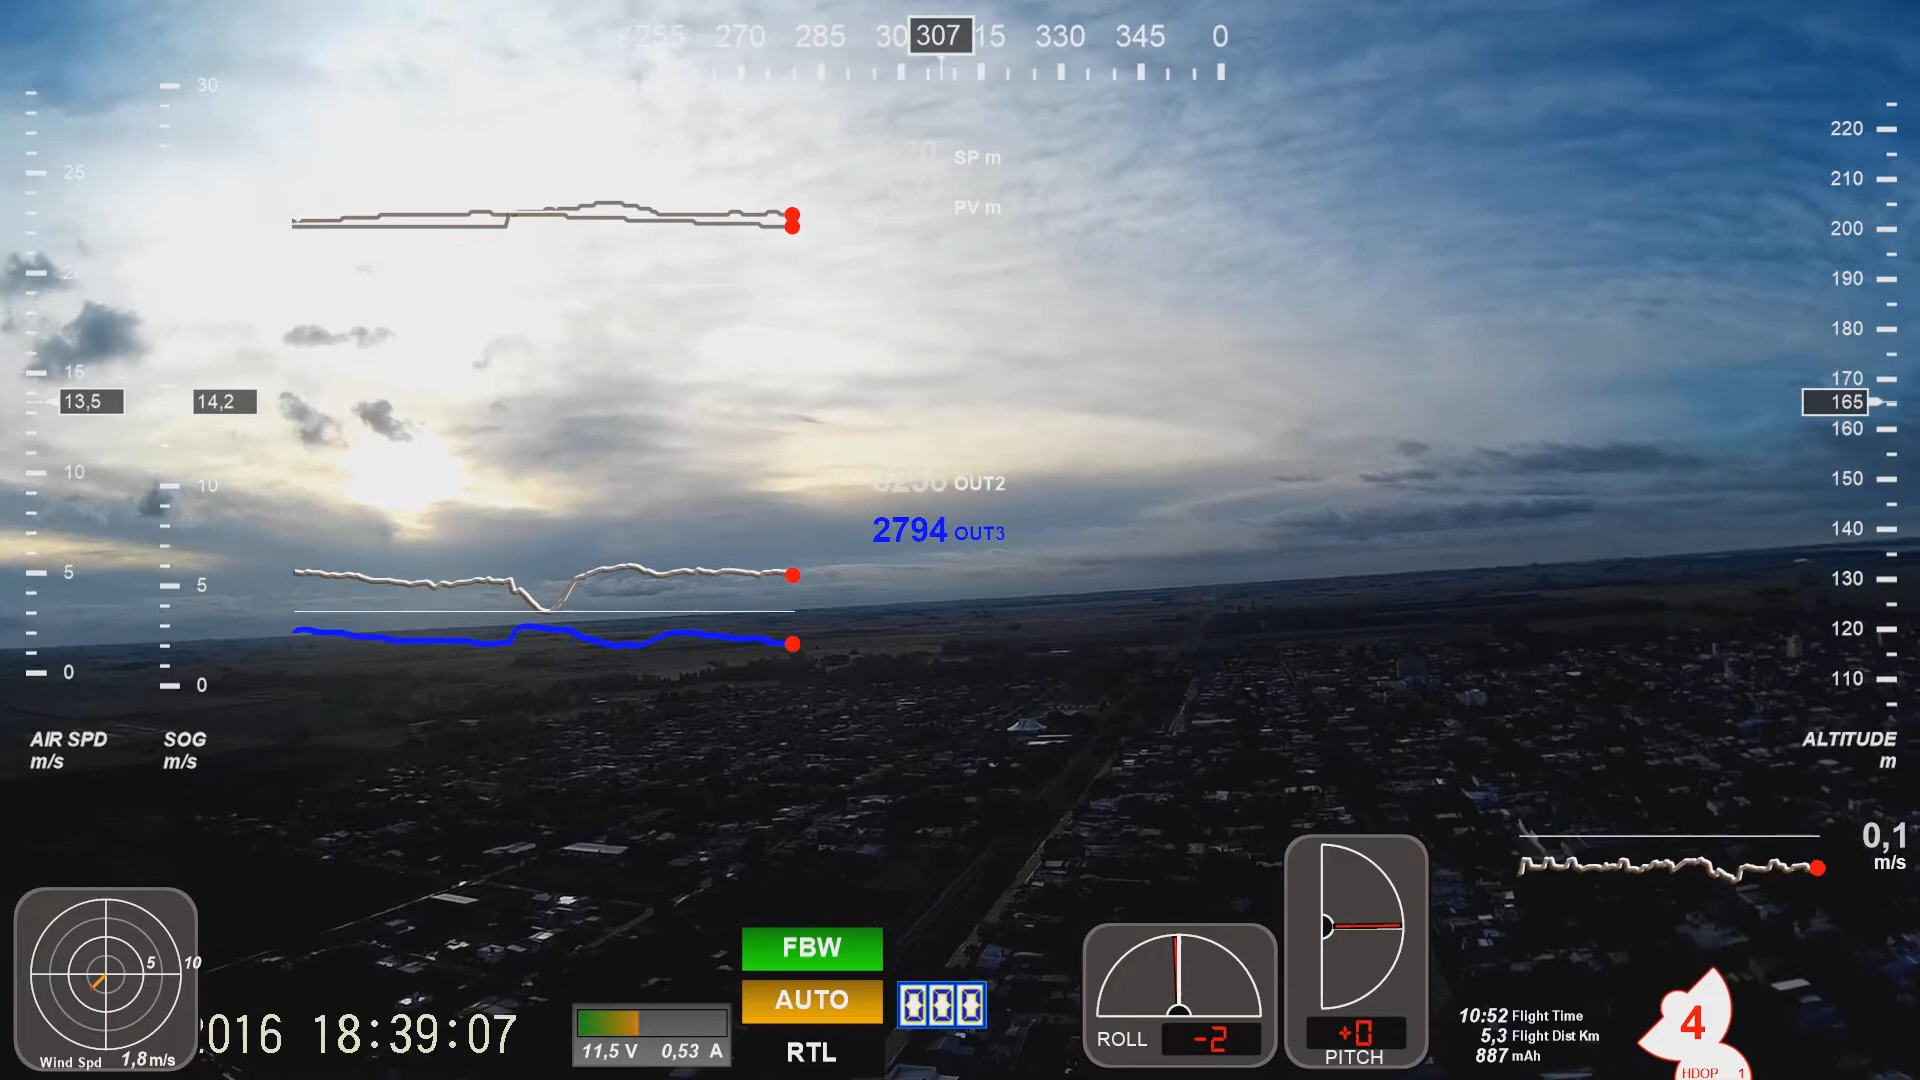 270 285 30 307 15 330 345 0
30
25
15
10
5
0
13,5
AIR SPD
m/s
14,2
10
5
0
SOG
m/s
SP m
PV m
3256 OUT2
2794 OUT3
220
210
200
190
180
170
165
160
150
140
130
120
110
ALTITUDE
m
0,1
m/s
5 10
Wind Spd 1,8 m/s
2016 18:39:07
11,5 V 0,53 A
FBW
AUTO
RTL
ROLL -2
+0
PITCH
10:52 Flight Time
5,3 Flight Dist Km
887 mAh
4
HDOP 1